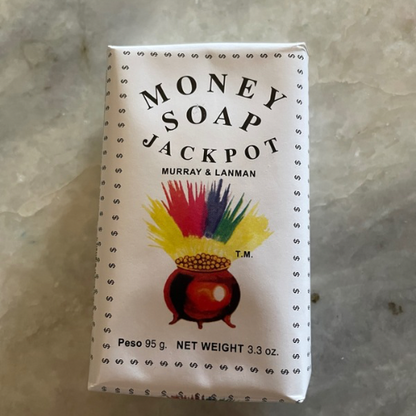 MONEY
SOAP
JACKPOT
MURRAY & LANMAN
T.M.
Peso 95 g. NET WEIGHT 3.3 oz.